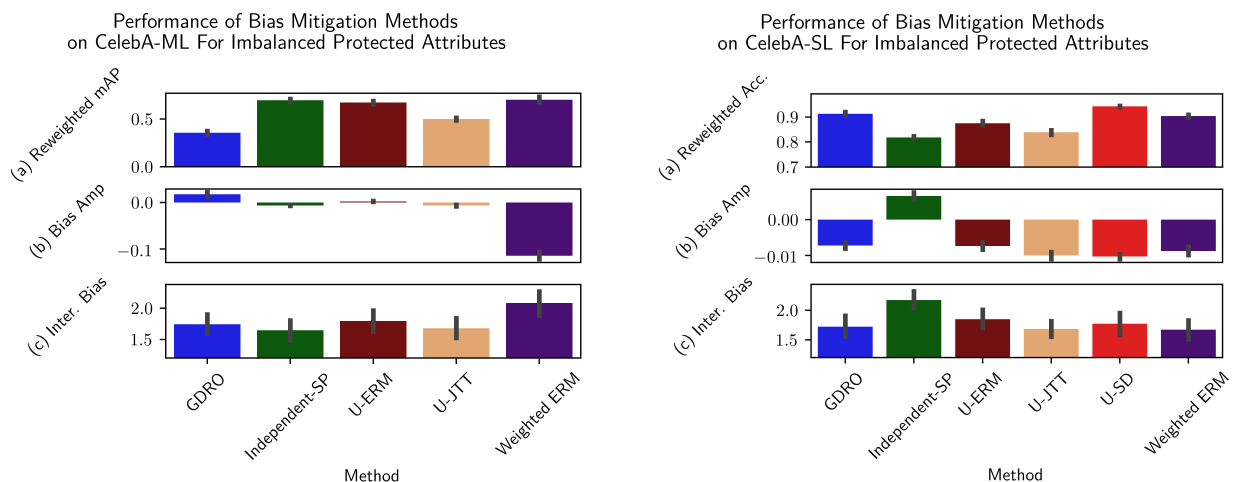 Performance of Bias Mitigation Methods
on CelebA-ML For Imbalanced Protected Attributes
(a) Reweighted mAP
0.5
0.0
(b) Bias Amp
0.0
−0.1
(c) Inter. Bias
2.0
1.5
GDRO
Independent-SP
U-ERM
U-JTT
Weighted ERM
Method
Performance of Bias Mitigation Methods
on CelebA-SL For Imbalanced Protected Attributes
(a) Reweighted Acc.
0.9
0.8
0.7
(b) Bias Amp
0.00
−0.01
(c) Inter. Bias
2.0
1.5
GDRO
Independent-SP
U-ERM
U-JTT
U-SD
Weighted ERM
Method